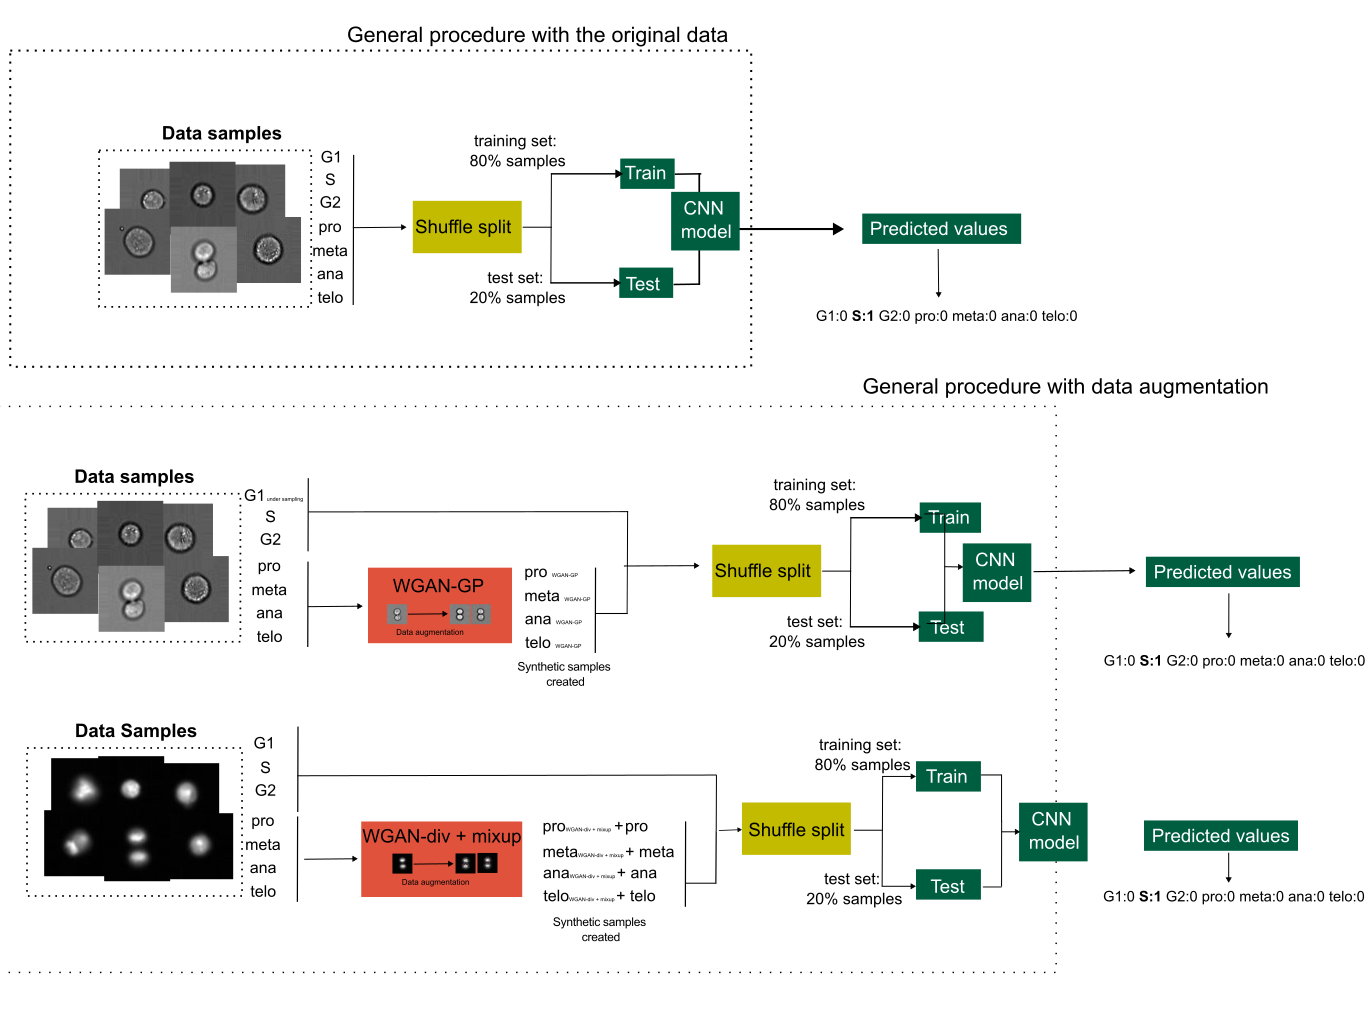 General procedure with the original data
Data samples
G1
S
G2
pro
meta
ana
telo
Shuffle split
training set:
80% samples
test set:
20% samples
Train
Test
CNN
model
Predicted values
G1:0 S:1 G2:0 pro:0 meta:0 ana:0 telo:0
General procedure with data augmentation
Data samples
G1 under sampling
S
G2
pro
meta
ana
telo
WGAN-GP
Data augmentation
pro WGAN-GP
meta WGAN-GP
ana WGAN-GP
telo WGAN-GP
Synthetic samples
created
Shuffle split
training set:
80% samples
test set:
20% samples
Train
Test
CNN
model
Predicted values
G1:0 S:1 G2:0 pro:0 meta:0 ana:0 telo:0
Data Samples
G1
S
G2
pro
meta
ana
telo
WGAN-div + mixup
Data augmentation
pro WGAN-div + mixup + pro
meta WGAN-div + mixup + meta
ana WGAN-div + mixup + ana
telo WGAN-div + mixup + telo
Synthetic samples
created
Shuffle split
training set:
80% samples
test set:
20% samples
Train
Test
CNN
model
Predicted values
G1:0 S:1 G2:0 pro:0 meta:0 ana:0 telo:0